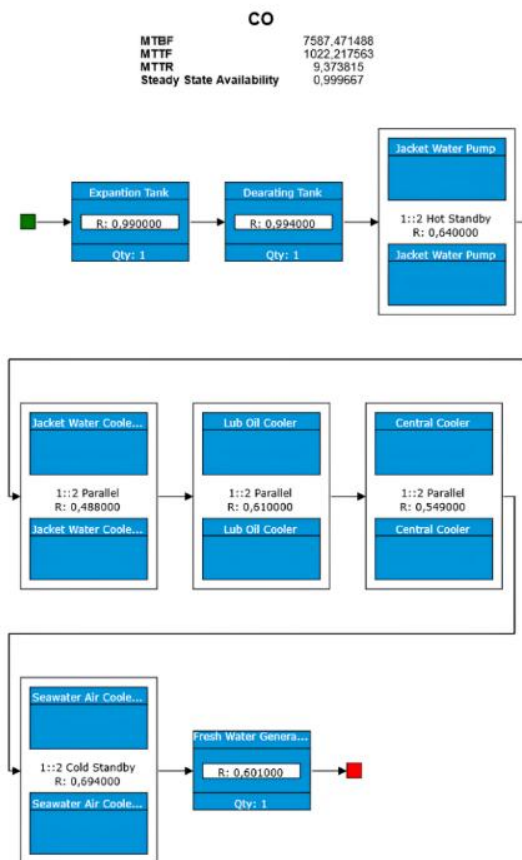 CO
MTBF 7587,471488
MTTF 1022,217563
MTTR 9,373815
Steady State Availability 0,999667
Expantion Tank
R: 0,990000
Qty: 1
Dearating Tank
R: 0,994000
Qty: 1
Jacket Water Pump
1::2 Hot Standby
R: 0,640000
Jacket Water Pump
Jacket Water Coole...
1::2 Parallel
R: 0,488000
Jacket Water Coole...
Lub Oil Cooler
1::2 Parallel
R: 0,610000
Lub Oil Cooler
Central Cooler
1::2 Parallel
R: 0,549000
Central Cooler
Seawater Air Coole...
1::2 Cold Standby
R: 0,694000
Seawater Air Coole...
Fresh Water Genera...
R: 0,601000
Qty: 1